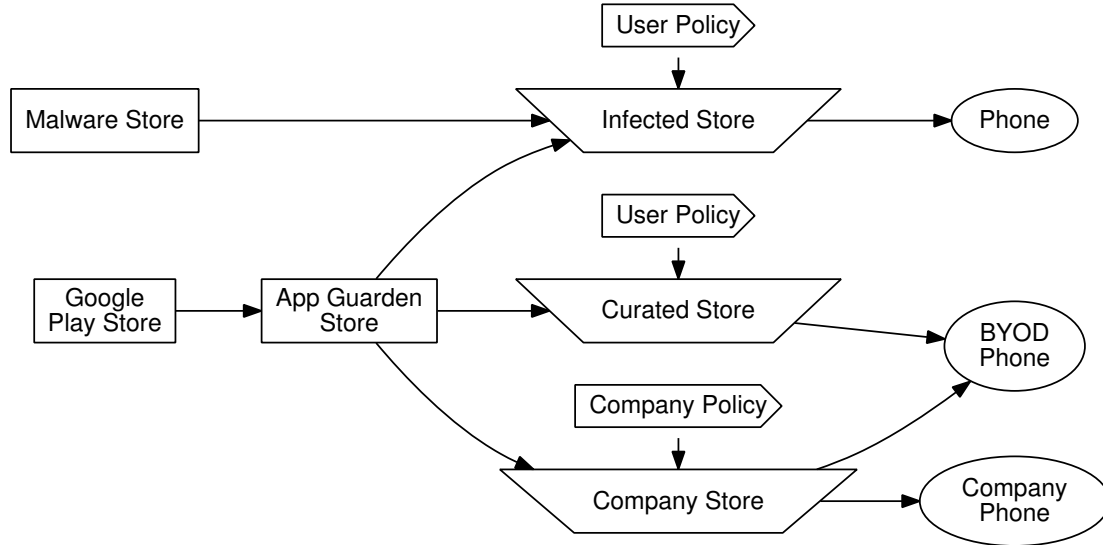 User Policy
Malware Store
Infected Store
Phone
User Policy
Google
Play Store
App Guarden
Store
Curated Store
BYOD
Phone
Company Policy
Company Store
Company
Phone